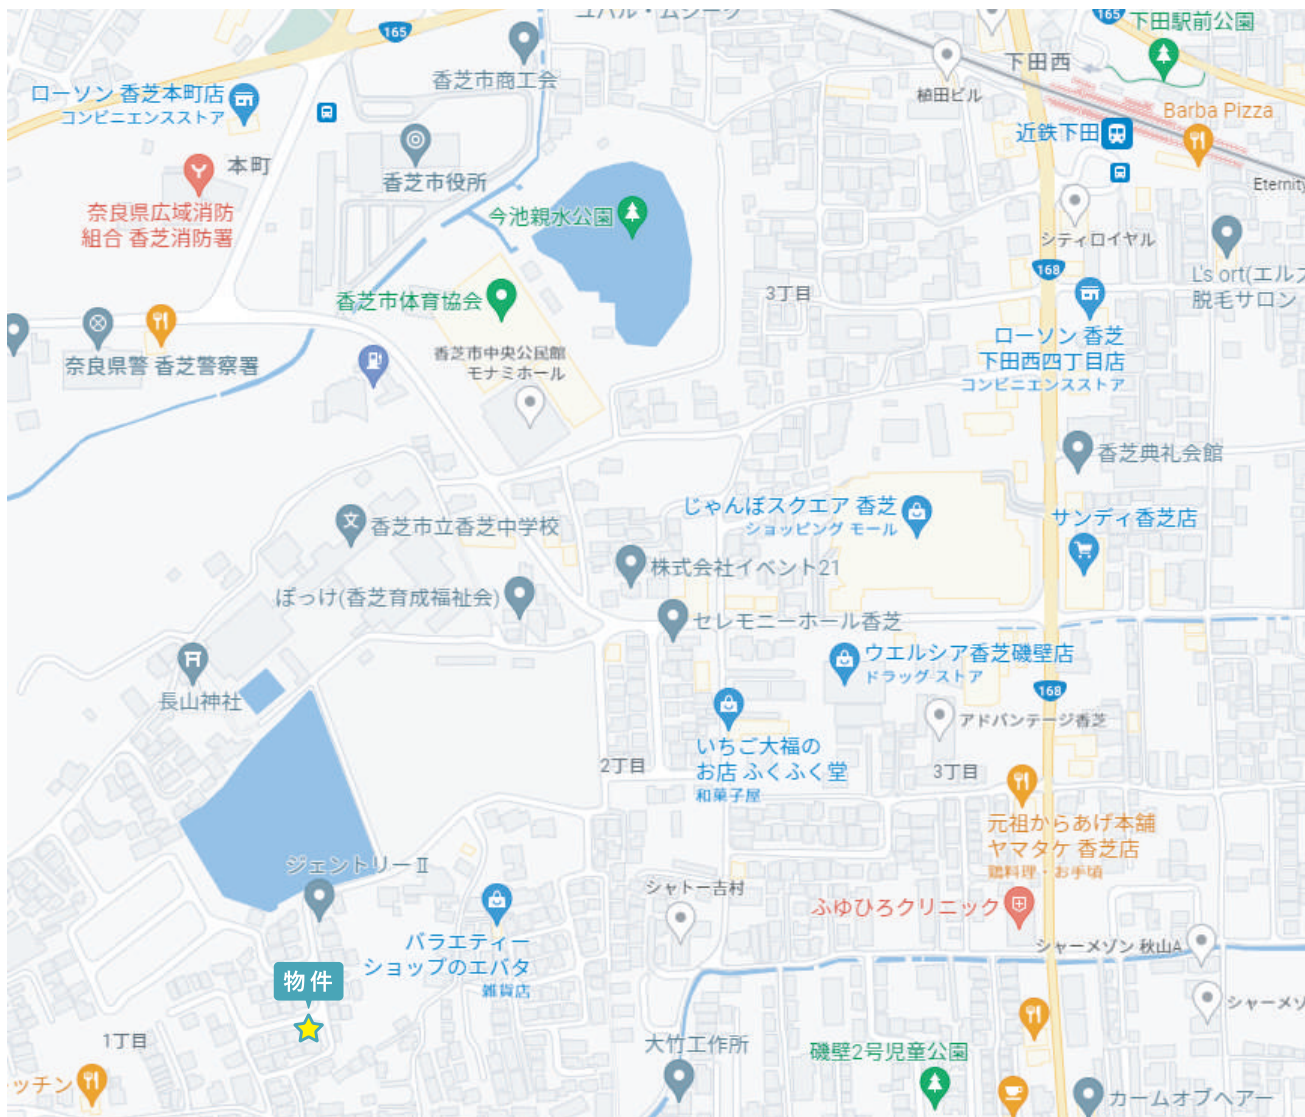 165
香芝市商工会
165
下田駅前公園
下田西
植田ビル
Barba Pizza
ローソン 香芝本町店
コンビニエンスストア
近鉄下田
本町
香芝市役所
奈良県広域消防
組合 香芝消防署
今池親水公園
シティロイヤル
168
L's ort(エルズ
脱毛サロン
Eternity
香芝市体育協会
3丁目
ローソン 香芝
下田西四丁目店
コンビニエンスストア
奈良県警 香芝警察署
香芝市中央公民館
モナミホール
香芝典礼会館
じゃんぼスクエア 香芝
ショッピング モール
サンディ香芝店
香芝市立香芝中学校
株式会社イベント21
ぽっけ(香芝育成福祉会)
セレモニーホール香芝
ウエルシア香芝磯壁店
ドラッグ ストア
長山神社
168
アドバンテージ香芝
いちご大福の
お店 ふくふく堂
和菓子屋
2丁目
3丁目
元祖からあげ本舗
ヤマタケ 香芝店
鶏料理・お手頃
ジェントリーⅡ
シャトー吉村
ふゆひろクリニック
バラエティー
ショップのエバタ
雑貨店
シャーメゾン 秋山A
物件
シャーメゾ
1丁目
大竹工作所
磯壁2号児童公園
ッチン
カームオブヘアー